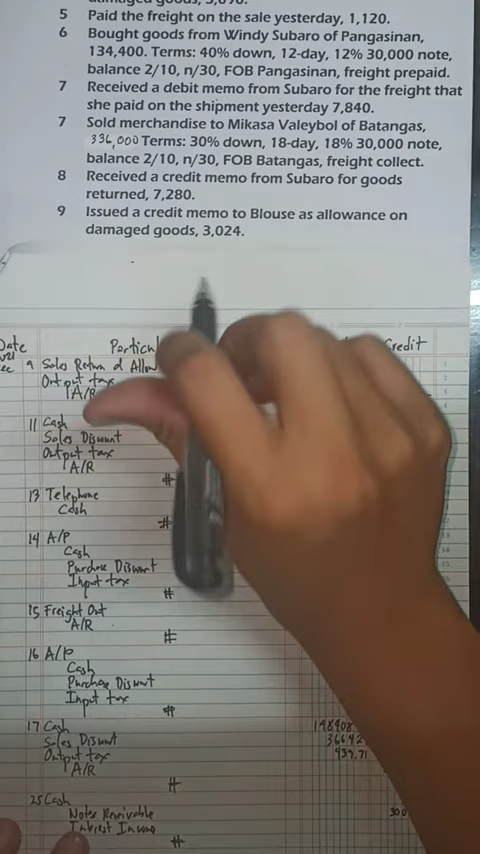 damaged goods, 3,696.
5 Paid the freight on the sale yesterday, 1,120.
6 Bought goods from Windy Subaro of Pangasinan,
134,400. Terms: 40% down, 12-day, 12% 30,000 note,
balance 2/10, n/30, FOB Pangasinan, freight prepaid.
7 Received a debit memo from Subaro for the freight that
she paid on the shipment yesterday 7,840.
7 Sold merchandise to Mikasa Valeybol of Batangas,
336,000 Terms: 30% down, 18-day, 18% 30,000 note,
balance 2/10, n/30, FOB Batangas, freight collect.
8 Received a credit memo from Subaro for goods
returned, 7,280.
9 Issued a credit memo to Blouse as allowance on
damaged goods, 3,024.
Date Particul Credit
9 Sales Return & Allow
Output tax
A/R
11 Cash
Sales Discount
Output tax
A/R
#
13 Telephone
Cash
#
14 A/P
Cash
Purchase Discount
Input tax
#
15 Freight Out
A/R
#
16 A/P
Cash
Purchase Discount
Input tax
#
17 Cash
Sales Discount
Output tax
939.71
A/R
#
25 Cash
Notes Receivable 300
Interest Income
#